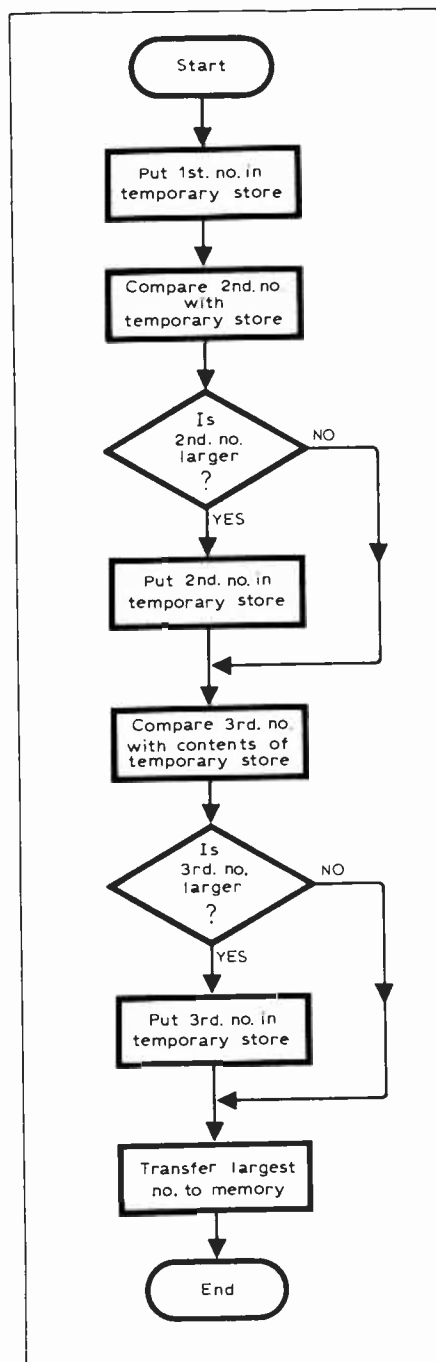 Start
Put 1st. no. in
temporary store
Compare 2nd. no
with
temporary store
Is
2nd. no.
larger
?
NO
YES
Put 2nd. no. in
temporary store
Compare 3rd. no.
with contents of
temporary store
Is
3rd. no.
larger
?
NO
YES
Put 3rd. no. in
temporary store
Transfer largest
no. to memory
End